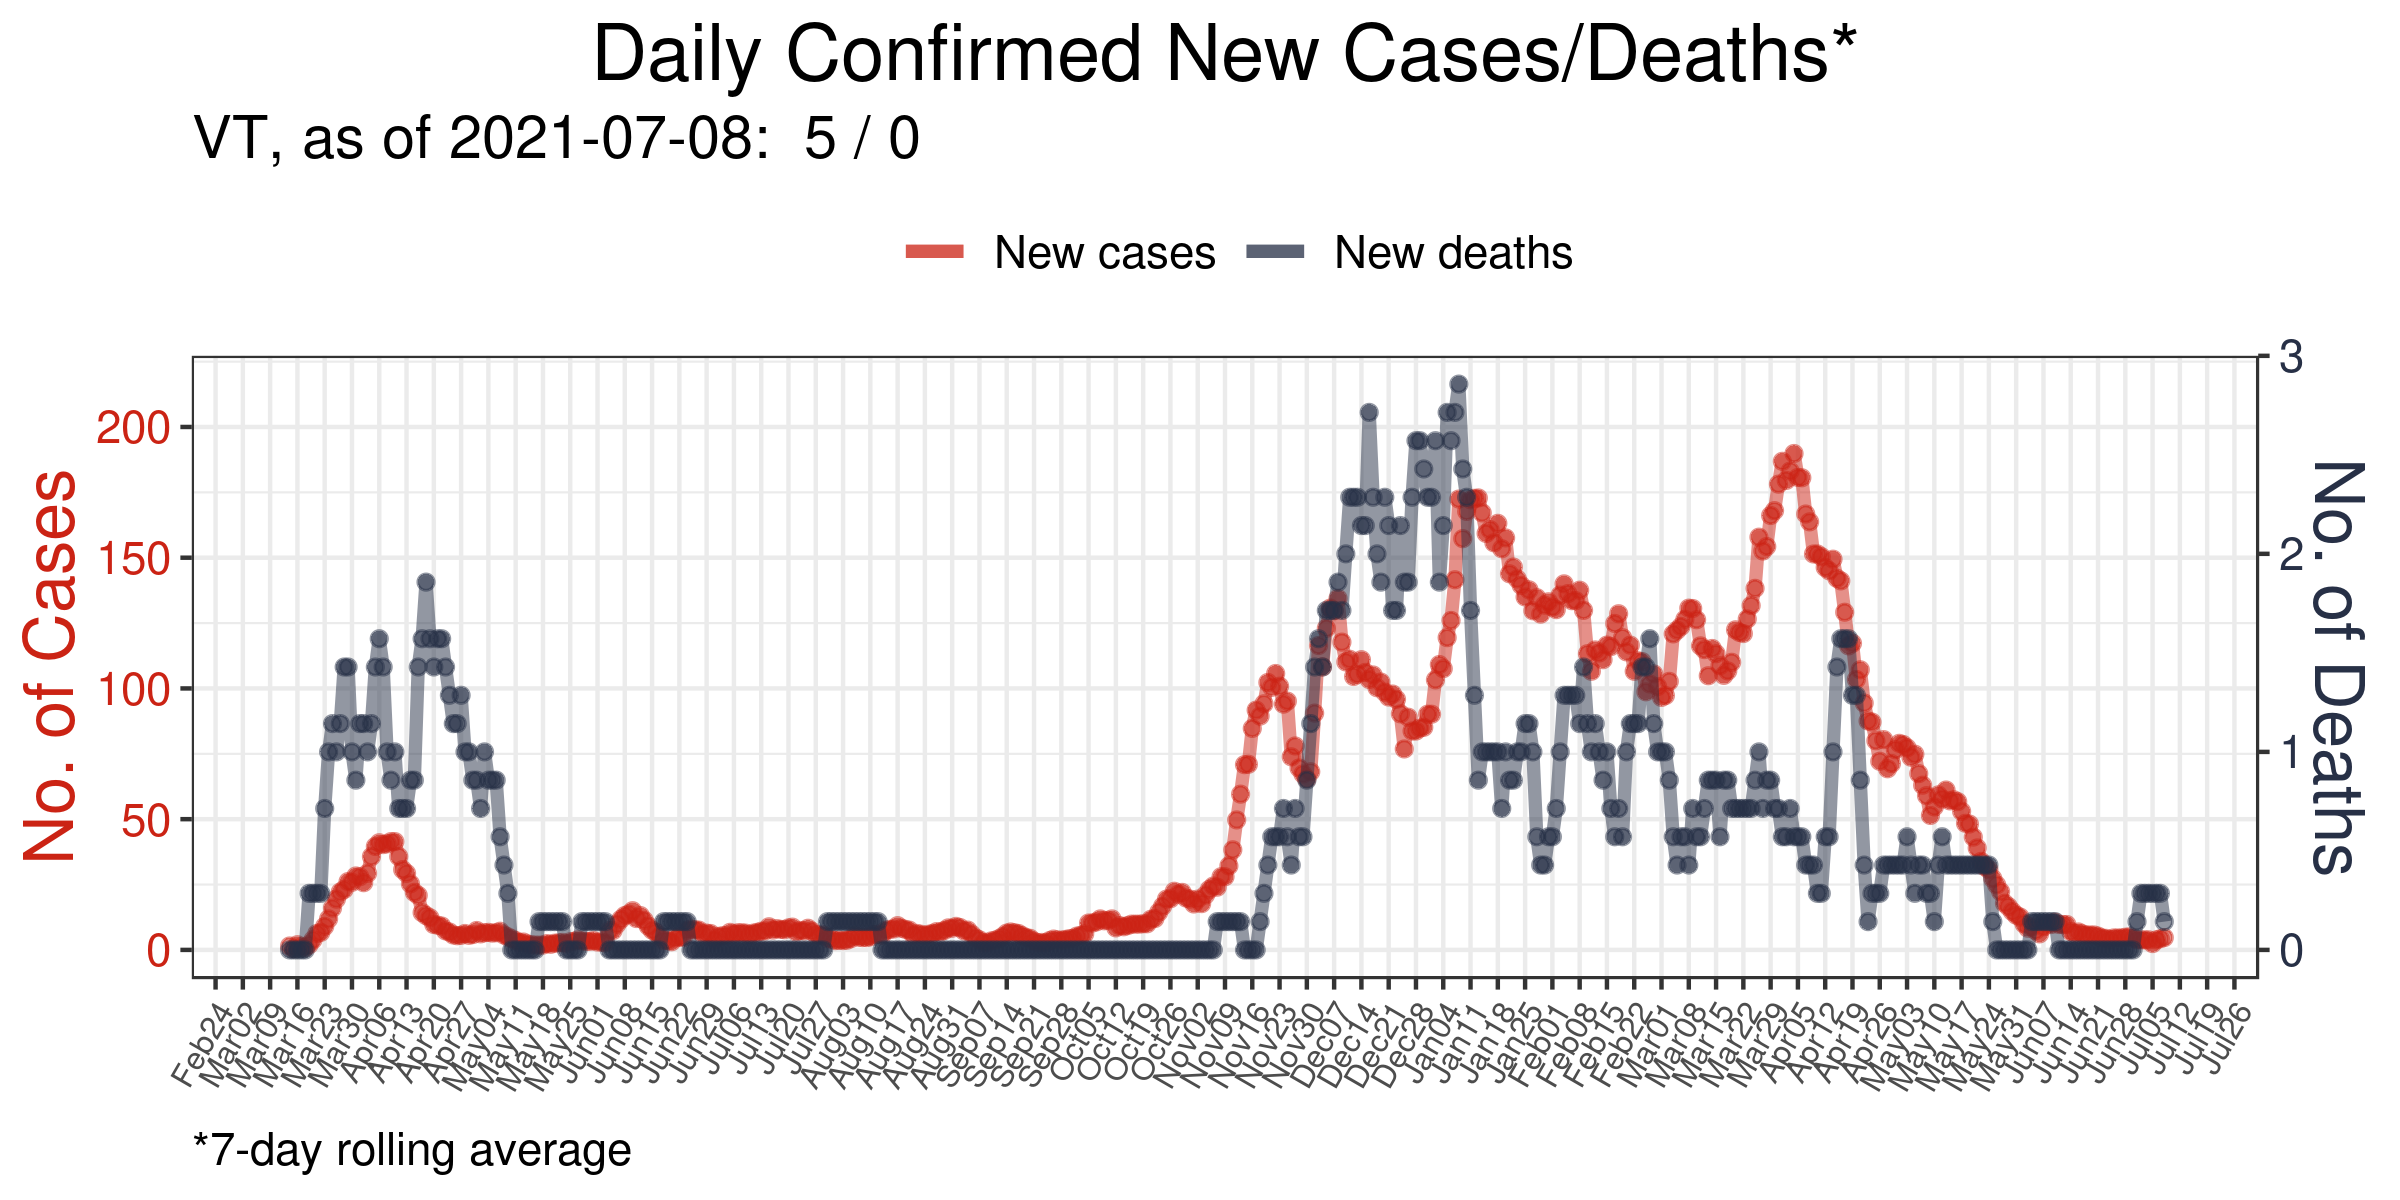 Daily Confirmed New Cases/Deaths*
VT, as of 2021-07-08:  5 / 0
New cases
New deaths
No. of Cases
200
150
100
50
0
3
2
1
0
No. of Deaths
Feb24
Mar02
Mar09
Mar16
Mar23
Mar30
Apr06
Apr13
Apr20
Apr27
May04
May11
May18
May25
Jun01
Jun08
Jun15
Jun22
Jun29
Jul06
Jul13
Jul20
Jul27
Aug03
Aug10
Aug17
Aug24
Aug31
Sep07
Sep14
Sep21
Sep28
Oct05
Oct12
Oct19
Oct26
Nov02
Nov09
Nov16
Nov23
Nov30
Dec07
Dec14
Dec21
Dec28
Jan04
Jan11
Jan18
Jan25
Feb01
Feb08
Feb15
Feb22
Mar01
Mar08
Mar15
Mar22
Mar29
Apr05
Apr12
Apr19
Apr26
May03
May10
May17
May24
May31
Jun07
Jun14
Jun21
Jun28
Jul05
Jul12
Jul19
Jul26
*7-day rolling average